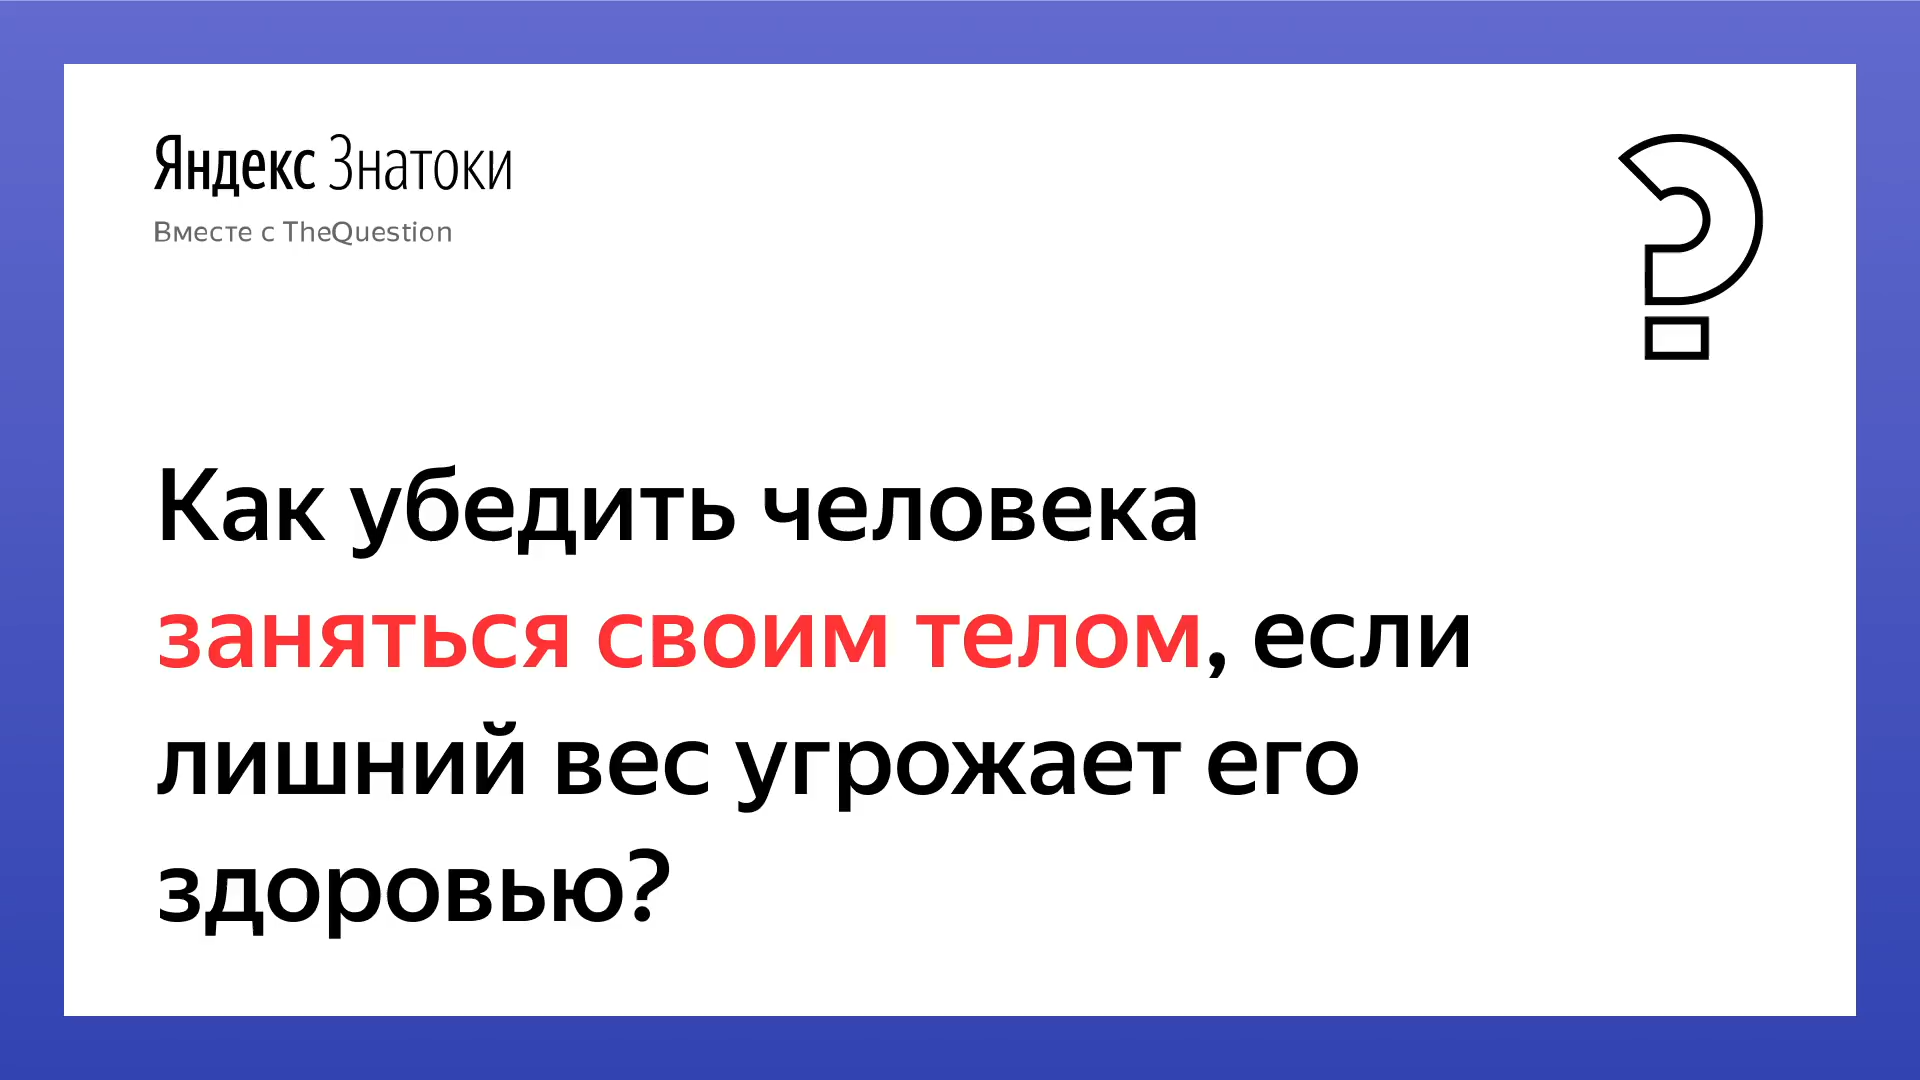 Яндекс Знатоки
Вместе с TheQuestion
Как убедить человека
заняться своим телом, если
лишний вес угрожает его
здоровью?